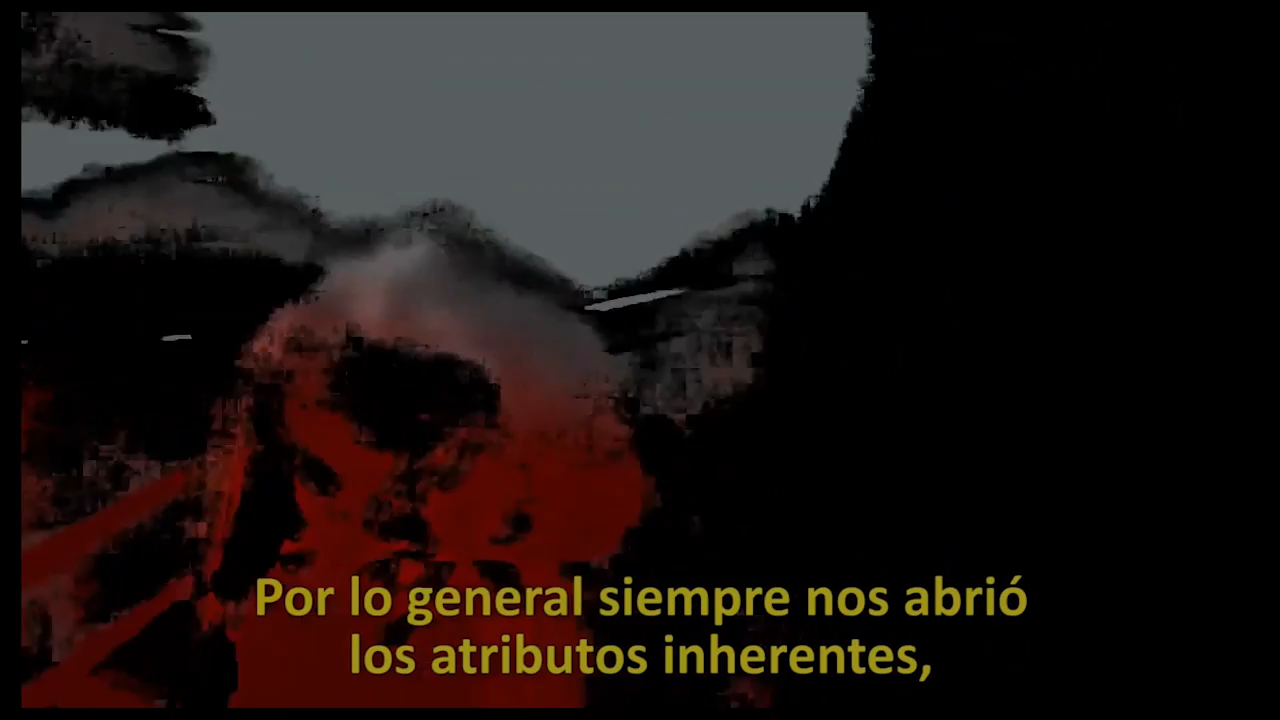 Por lo general siempre nos abrió
los atributos inherentes,